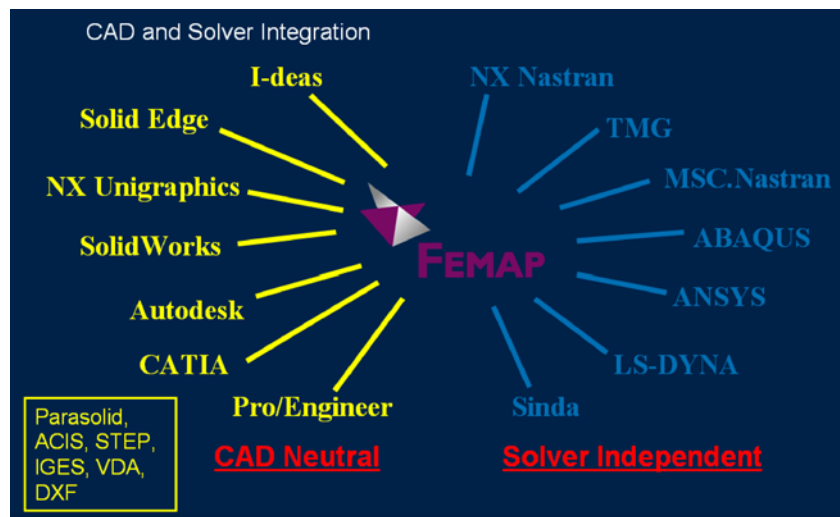 CAD and Solver Integration
I-deas
Solid Edge
NX Unigraphics
SolidWorks
Autodesk
CATIA
Pro/Engineer
FEMAP
NX Nastran
TMG
MSC.Nastran
ABAQUS
ANSYS
LS-DYNA
Sinda
Parasolid,
ACIS, STEP,
IGES, VDA,
DXF
CAD Neutral
Solver Independent